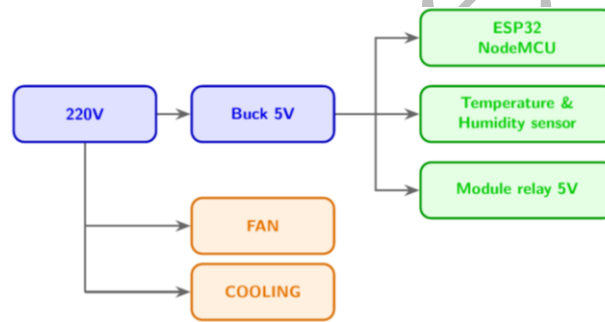 220V
Buck 5V
ESP32
NodeMCU
Temperature &
Humidity sensor
Module relay 5V
FAN
COOLING